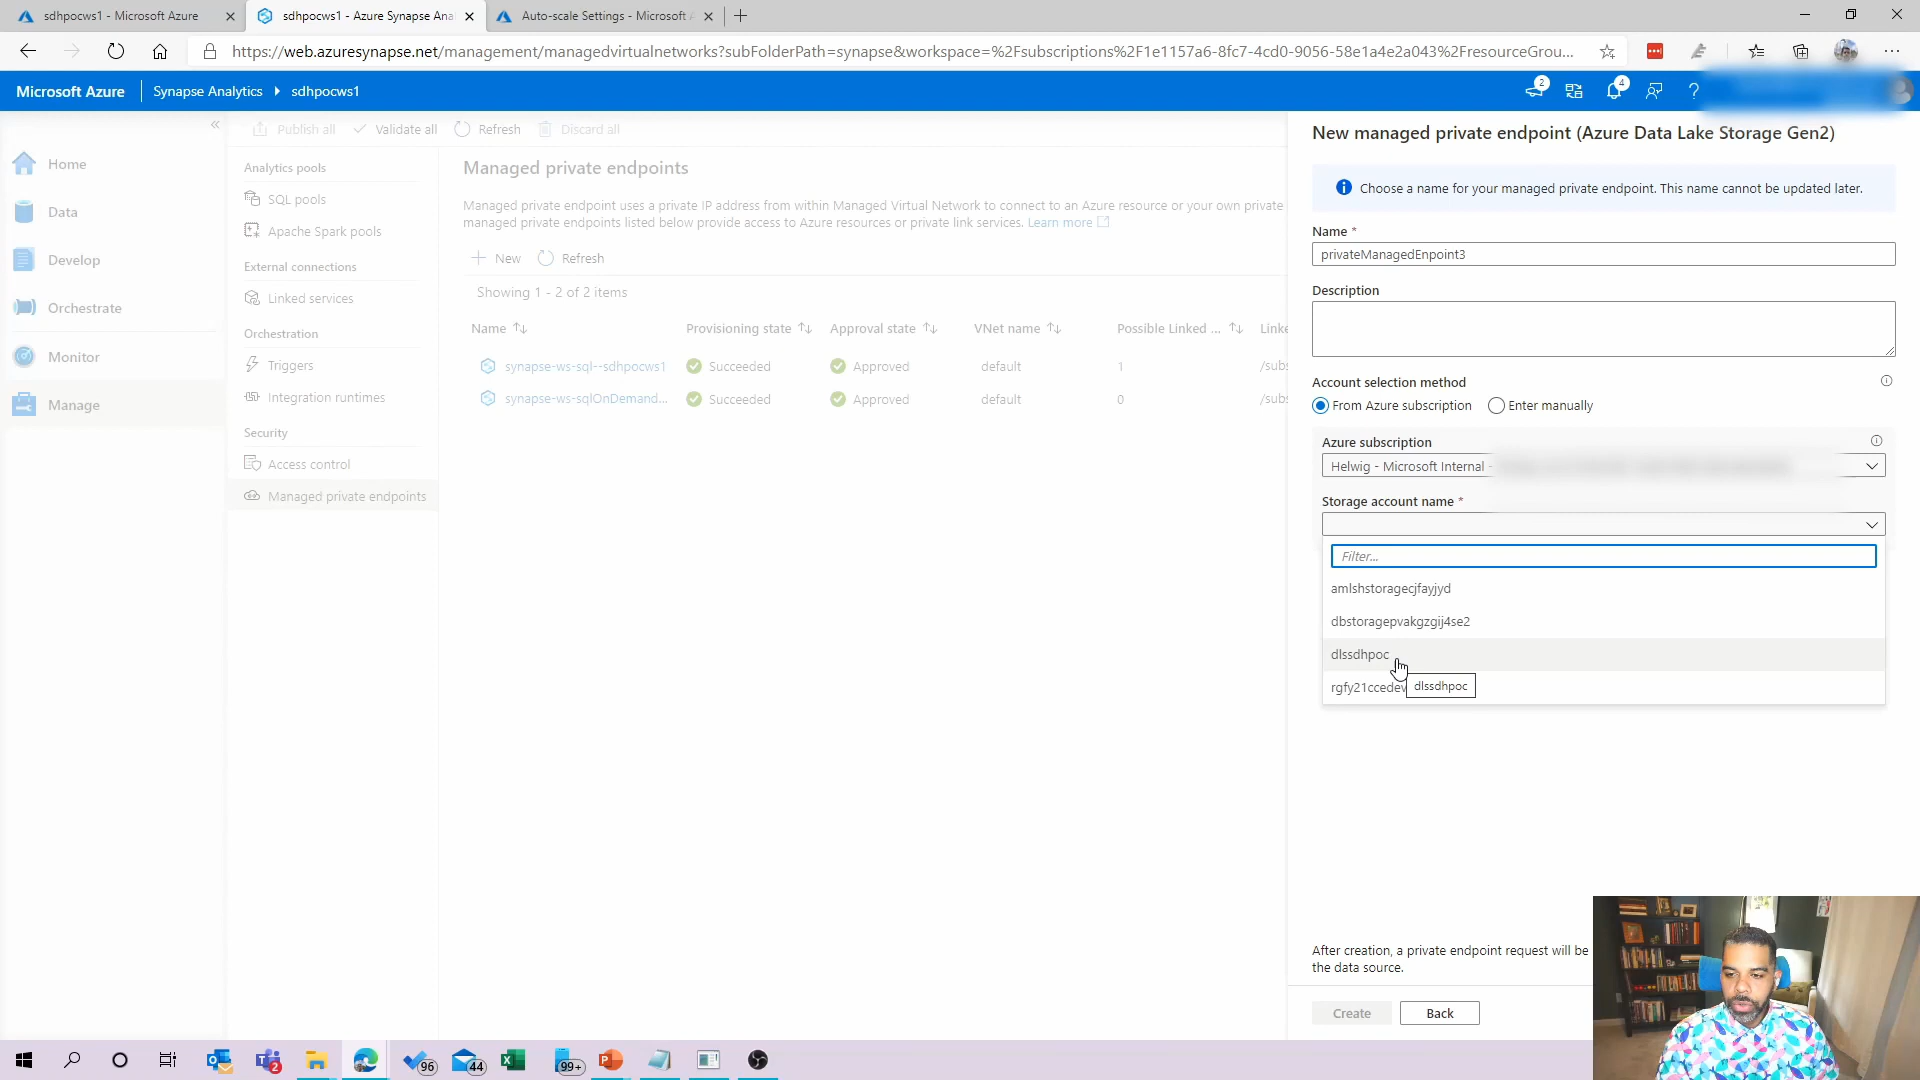 sdhpocws1 - Microsoft Azure
sdhpocws1 - Azure Synapse Ana
Auto-scale Settings - Microsoft A
https://web.azuresynapse.net/management/managedvirtualnetworks?subFolderPath=synapse&workspace=%2Fsubscriptions%2F1e1157a6-8fc7-4cd0-9056-58e1a4e2a043%2FresourceGrou...
Microsoft Azure
Synapse Analytics
sdhpocws1
2
4
?
Home
Data
Develop
Orchestrate
Monitor
Manage
Publish all
Validate all
Refresh
Discard all
Analytics pools
SQL pools
Apache Spark pools
External connections
Linked services
Orchestration
Triggers
Integration runtimes
Security
Access control
Managed private endpoints
Managed private endpoints
Managed private endpoint uses a private IP address from within Managed Virtual Network to connect to an Azure resource or your own private
managed private endpoints listed below provide access to Azure resources or private link services. Learn more
New
Refresh
Showing 1 - 2 of 2 items
Name Provisioning state Approval state VNet name Possible Linked ... Linke
synapse-ws-sql--sdhpocws1 Succeeded Approved default 1 /subs
synapse-ws-sqlOnDemand... Succeeded Approved default 0 /subs
New managed private endpoint (Azure Data Lake Storage Gen2)
Choose a name for your managed private endpoint. This name cannot be updated later.
Name *
privateManagedEnpoint3
Description
Account selection method
From Azure subscription
Enter manually
Azure subscription
Helwig - Microsoft Internal -
Storage account name *
Filter...
amlshstoragecjfayjyd
dbstoragepvakgzgij4se2
dlssdhpoc
rgfy21ccedev
dlssdhpoc
After creation, a private endpoint request will be
the data source.
Create
Back
2
96
44
99+